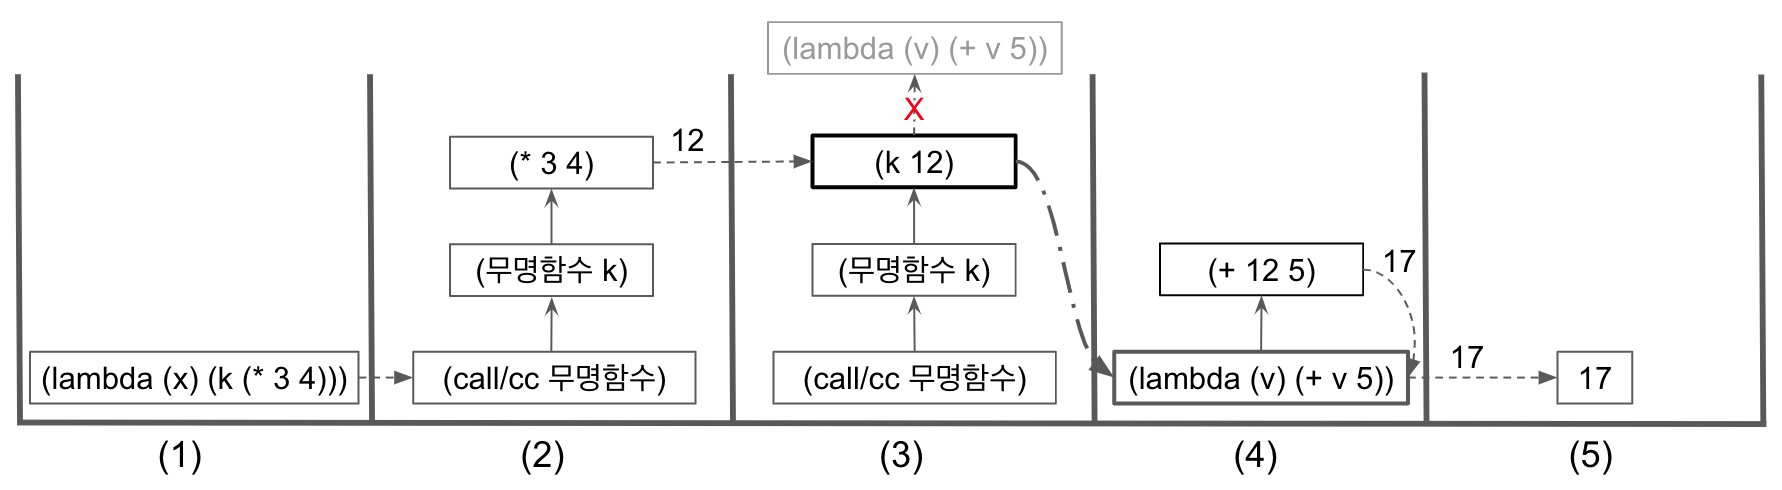 (lambda (v) (+ v 5))
X
(* 3 4)
12
(k 12)
(무명함수 k)
(무명함수 k)
(+ 12 5)
17
(lambda (x) (k (* 3 4)))
(call/cc 무명함수)
(call/cc 무명함수)
(lambda (v) (+ v 5))
17
17
(1)
(2)
(3)
(4)
(5)